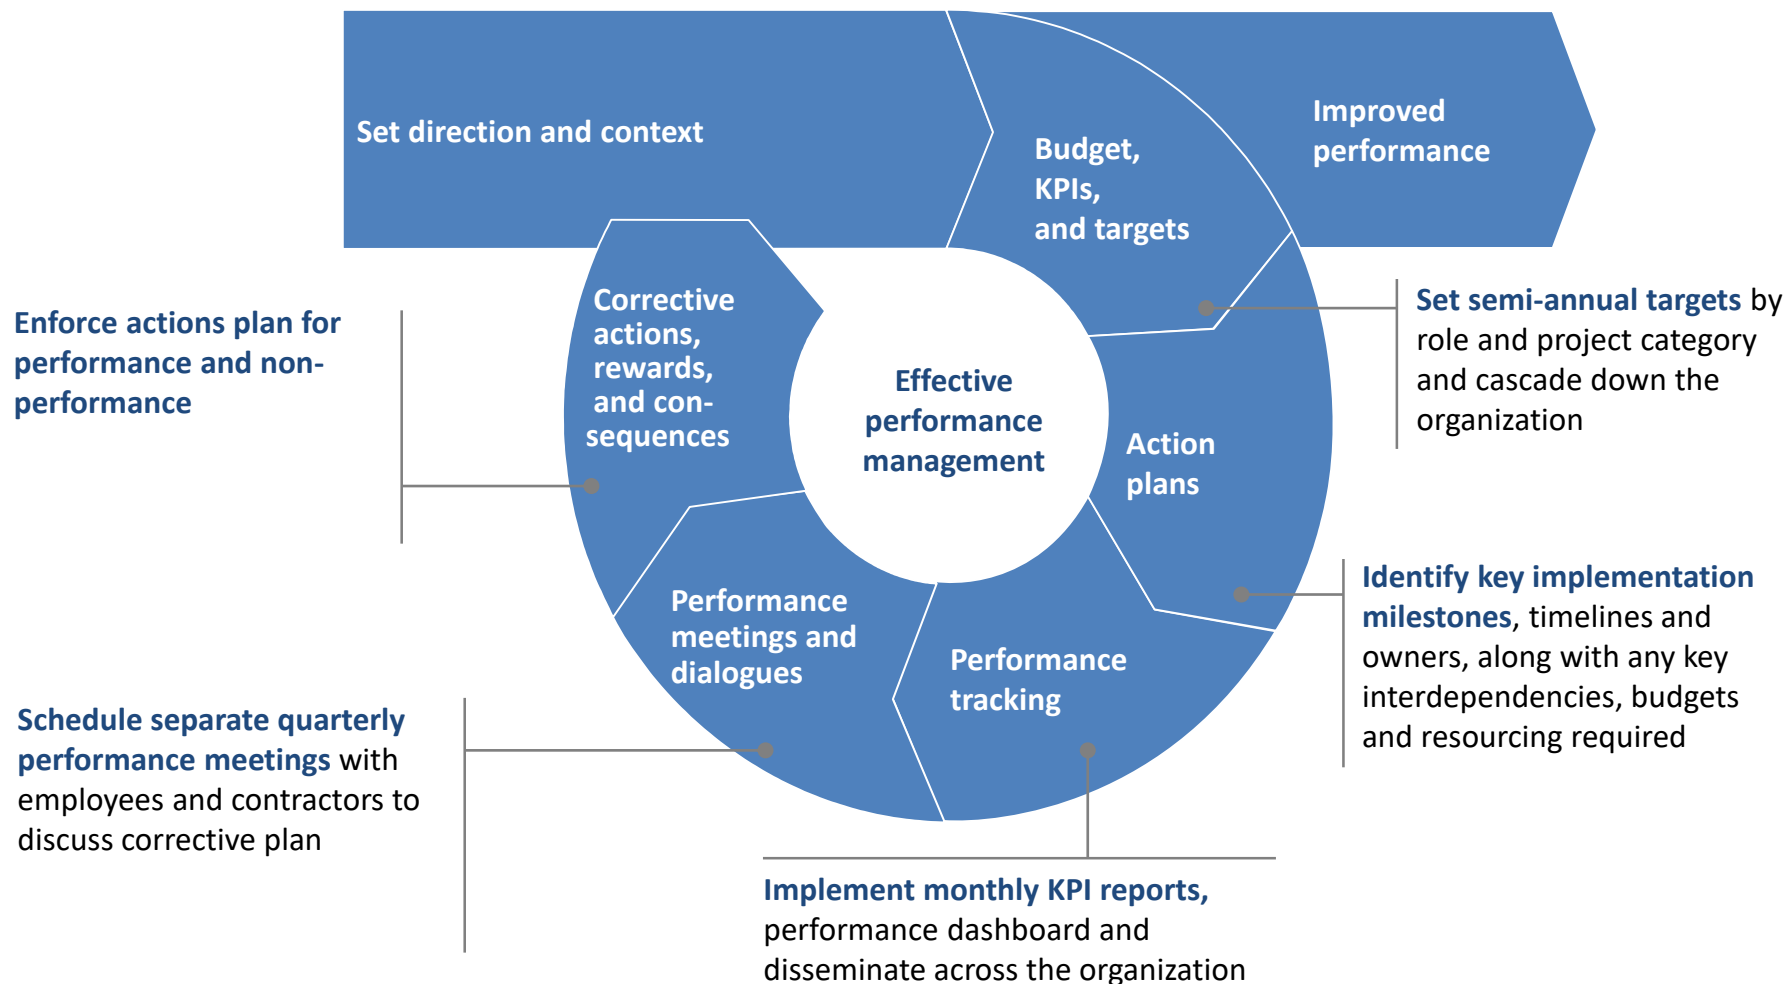 Set direction and context
Improved
performance
Budget,
KPIs,
and targets
Corrective
actions,
rewards,
and con-
sequences
Effective
performance
management
Action
plans
Performance
meetings and
dialogues
Performance
tracking
Enforce actions plan for
performance and non-
performance
Set semi-annual targets by
role and project category
and cascade down the
organization
Identify key implementation
milestones, timelines and
owners, along with any key
interdependencies, budgets
and resourcing required
Schedule separate quarterly
performance meetings with
employees and contractors to
discuss corrective plan
Implement monthly KPI reports,
performance dashboard and
disseminate across the organization